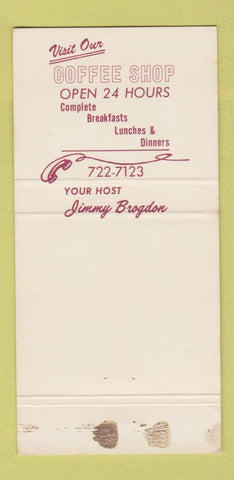 Visit Our
COFFEE SHOP
OPEN 24 HOURS
Complete
Breakfasts
Lunches &
Dinners
722-7123
YOUR HOST
Jimmy Brogdon